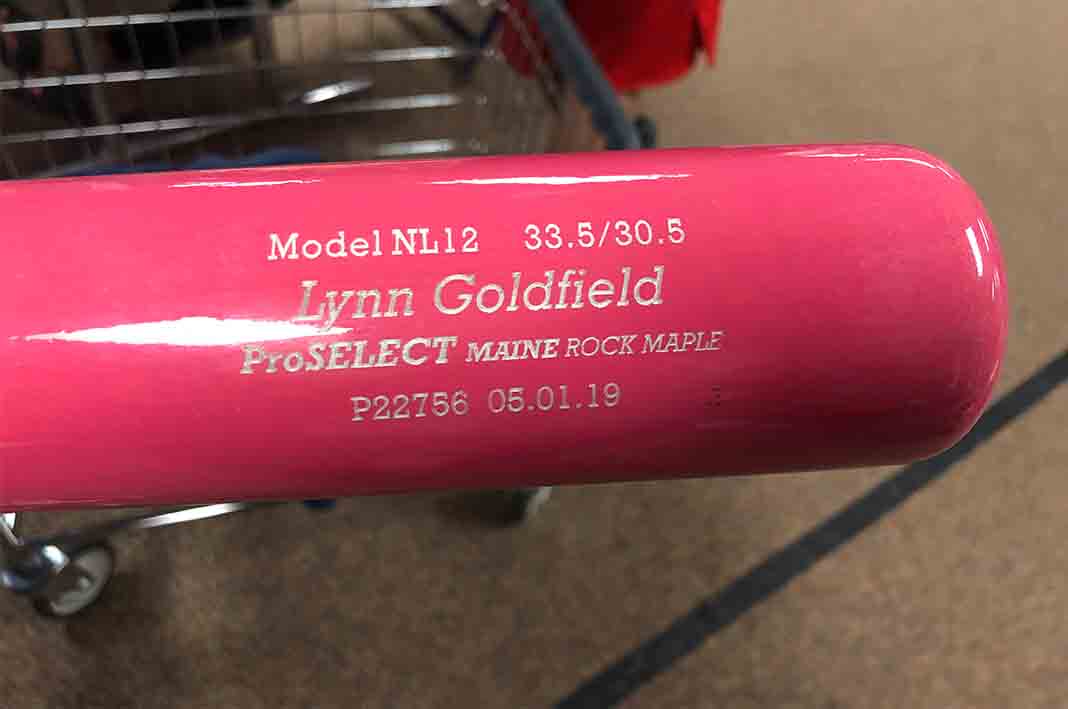 Model NL12 33.5/30.5
Lynn Goldfield
ProSELECT MAINE ROCK MAPLE
P22756 05.01.19